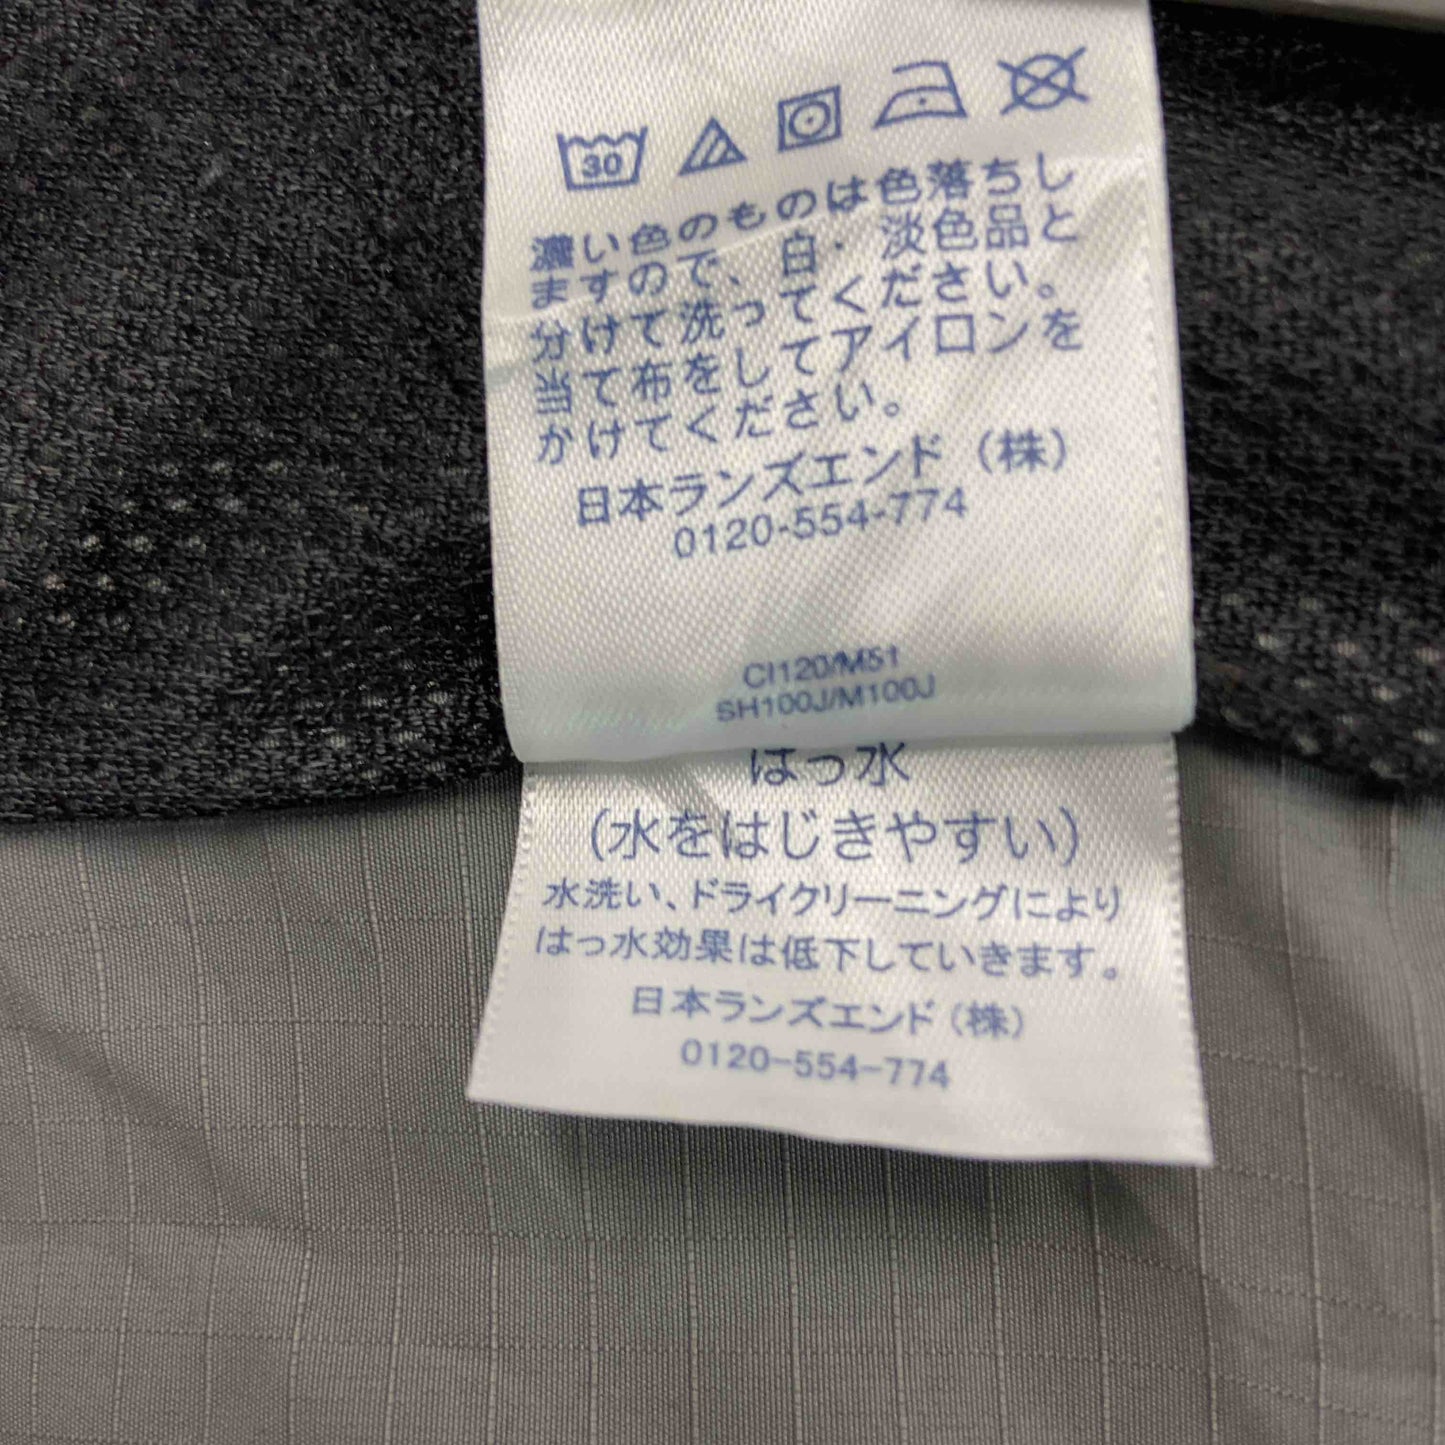 30
濃い色のものは色落ちし
ますので、白・淡色品と
分けて洗ってください。
当て布をしてアイロンを
かけてください。
日本ランズエンド（株）
0120-554-774
CI120/M51
SH100J/M100J
はっ水
（水をはじきやすい）
水洗い、ドライクリーニングにより
はっ水効果は低下していきます。
日本ランズエンド（株）
0120-554-774